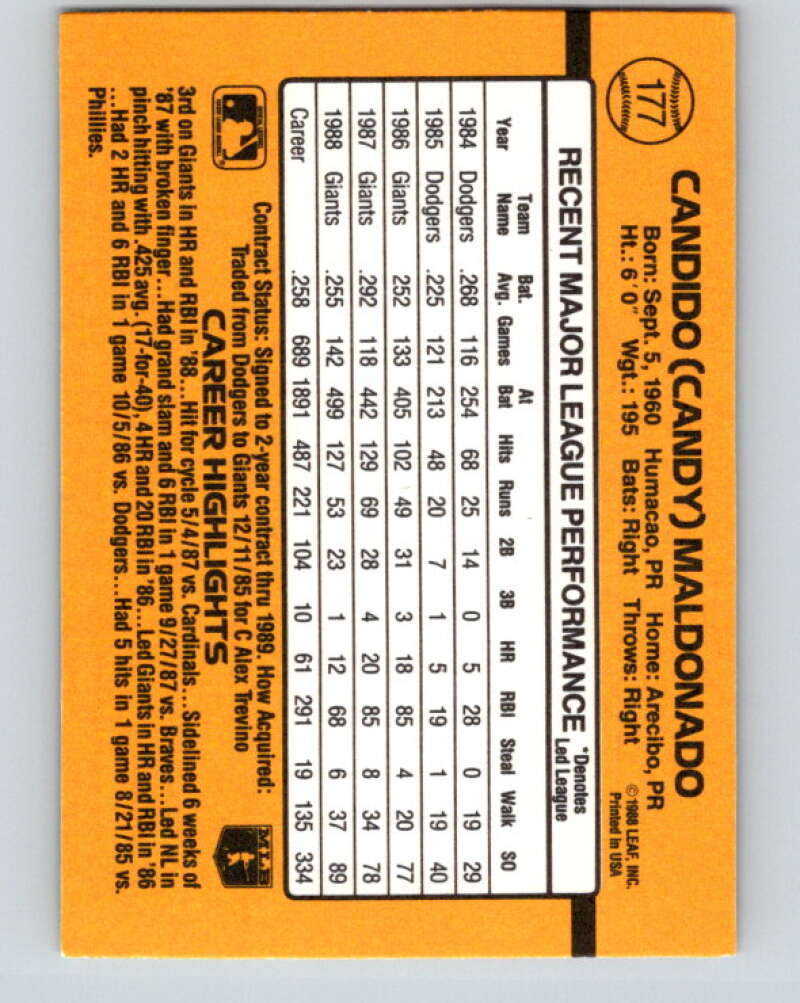 177
CANDIDO (CANDY) MALDONADO
Born: Sept. 5, 1960 Humacao, PR Home: Arecibo, PR
Ht.: 6'0" Wgt.: 195 Bats: Right Throws: Right
© 1988 LEAF, INC.
Printed in USA
RECENT MAJOR LEAGUE PERFORMANCE *Denotes
Led League
Year Team Name Bat. Avg. Games At Bat Hits Runs 2B 3B HR RBI Steal Walk SO
1984 Dodgers .268 116 254 68 25 14 0 5 28 0 19 29
1985 Dodgers .225 121 213 48 20 7 1 5 19 1 19 40
1986 Giants .252 133 405 102 49 31 3 18 85 4 20 77
1987 Giants .292 118 442 129 69 28 4 20 85 8 34 78
1988 Giants .255 142 499 127 53 23 1 12 68 6 37 89
Career .258 689 1891 487 221 104 10 61 291 19 135 334
Contract Status: Signed to 2-year contract thru 1989. How Acquired:
Traded from Dodgers to Giants 12/11/85 for C Alex Trevino
MLB
CAREER HIGHLIGHTS
3rd on Giants in HR and RBI in '88...Hit for cycle 5/4/87 vs. Cardinals...Sidelined 6 weeks of
'87 with broken finger...Had grand slam and 6 RBI in 1 game 9/27/87 vs. Braves...Led NL in
pinch hitting with .425 avg. (17-for-40), 4 HR and 20 RBI in '86...Led Giants in HR and RBI in '86
...Had 2 HR and 6 RBI in 1 game 10/5/86 vs. Dodgers...Had 5 hits in 1 game 8/21/85 vs.
Phillies.